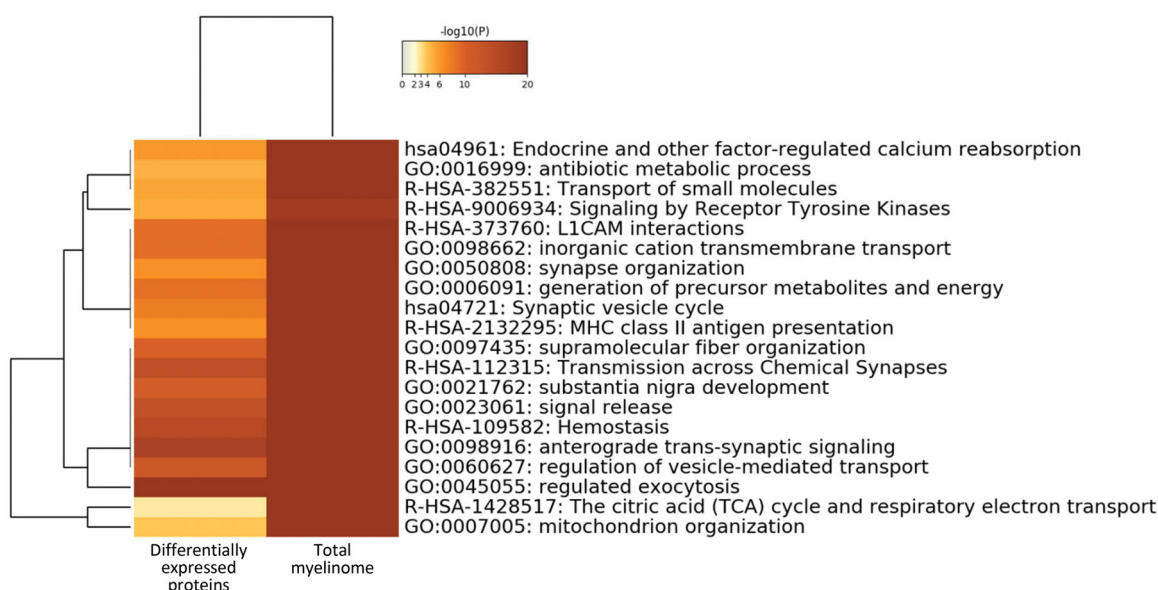 -log10(P)
0 2 3 4 6 10 20
hsa04961: Endocrine and other factor-regulated calcium reabsorption
GO:0016999: antibiotic metabolic process
R-HSA-382551: Transport of small molecules
R-HSA-9006934: Signaling by Receptor Tyrosine Kinases
R-HSA-373760: L1CAM interactions
GO:0098662: inorganic cation transmembrane transport
GO:0050808: synapse organization
GO:0006091: generation of precursor metabolites and energy
hsa04721: Synaptic vesicle cycle
R-HSA-2132295: MHC class II antigen presentation
GO:0097435: supramolecular fiber organization
R-HSA-112315: Transmission across Chemical Synapses
GO:0021762: substantia nigra development
GO:0023061: signal release
R-HSA-109582: Hemostasis
GO:0098916: anterograde trans-synaptic signaling
GO:0060627: regulation of vesicle-mediated transport
GO:0045055: regulated exocytosis
R-HSA-1428517: The citric acid (TCA) cycle and respiratory electron transport
GO:0007005: mitochondrion organization
Differentially
expressed
proteins
Total
myelinome